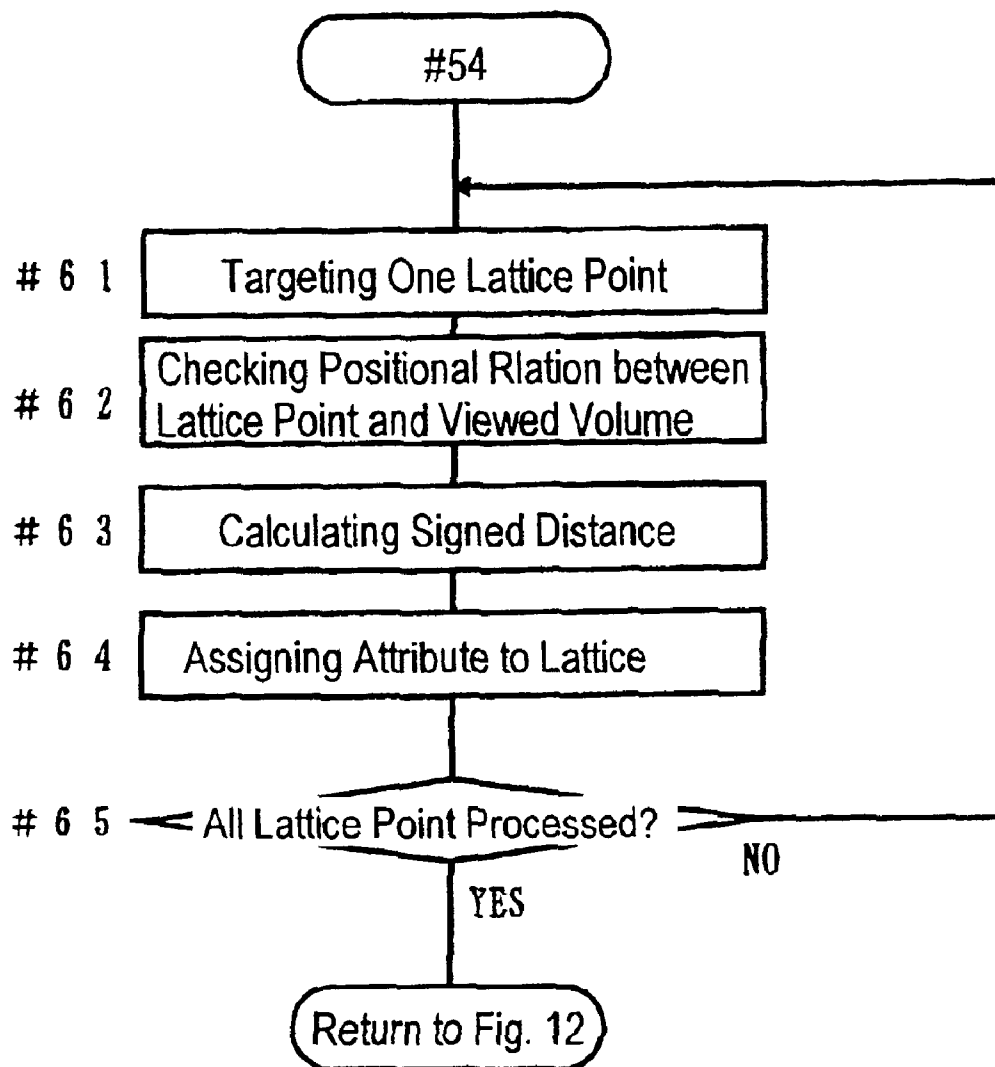 #54
# 6 1 Targeting One Lattice Point
# 6 2 Checking Positional Rlation between
Lattice Point and Viewed Volume
# 6 3 Calculating Signed Distance
# 6 4 Assigning Attribute to Lattice
# 6 5 All Lattice Point Processed?
NO
YES
Return to Fig. 12